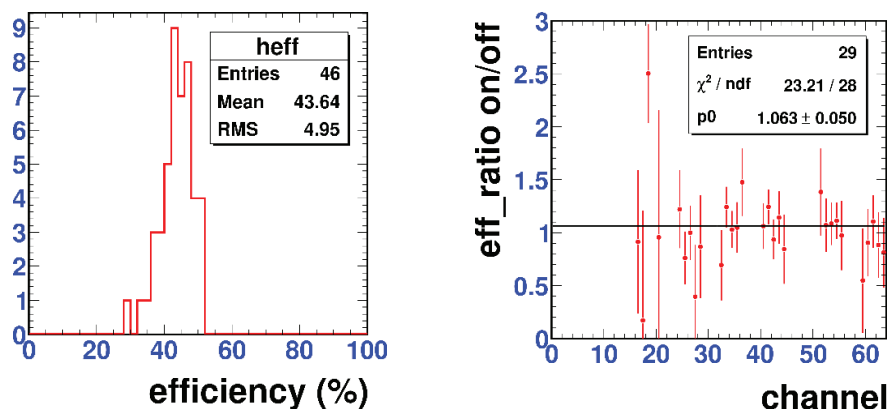 heff
Entries 46
Mean 43.64
RMS 4.95
9
8
7
6
5
4
3
2
1
0
0 20 40 60 80 100
efficiency (%)
eff_ratio on/off
Entries 29
χ² / ndf 23.21 / 28
p0 1.063 ± 0.050
3
2.5
2
1.5
1
0.5
0
0 10 20 30 40 50 60
channel